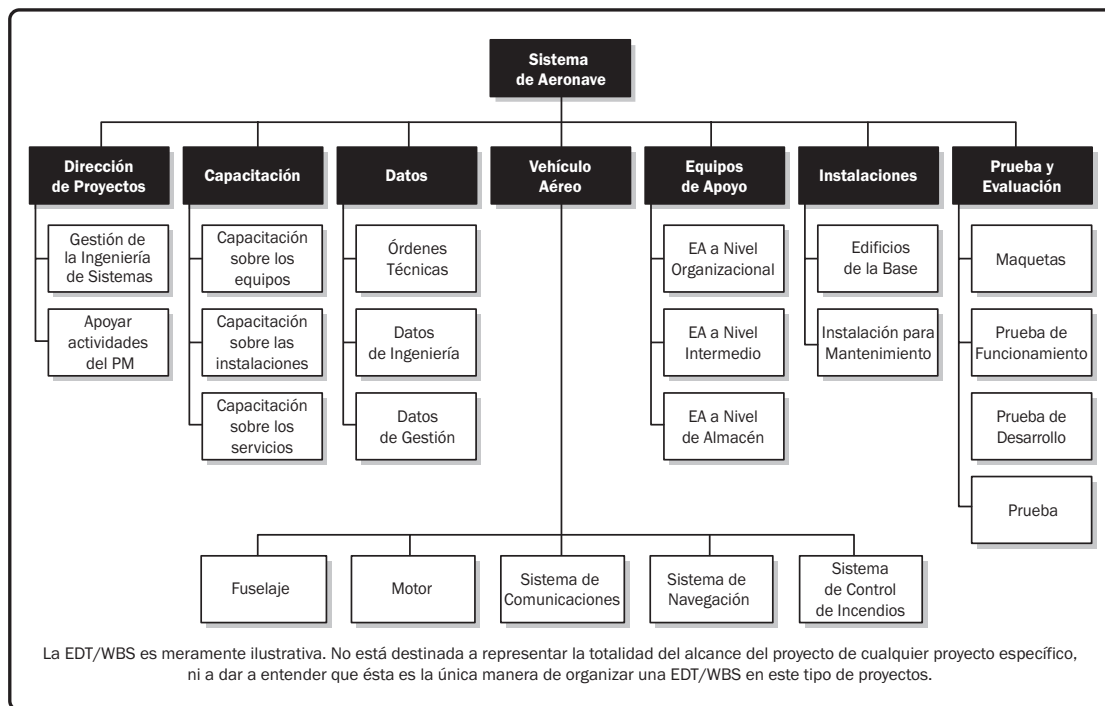 Sistema
de Aeronave
Dirección
de Proyectos
Capacitación
Datos
Vehículo
Aéreo
Equipos
de Apoyo
Instalaciones
Prueba y
Evaluación
Gestión de
la Ingeniería
de Sistemas
Apoyar
actividades
del PM
Capacitación
sobre los
equipos
Capacitación
sobre las
instalaciones
Capacitación
sobre los
servicios
Órdenes
Técnicas
Datos
de Ingeniería
Datos
de Gestión
EA a Nivel
Organizacional
EA a Nivel
Intermedio
EA a Nivel
de Almacén
Edificios
de la Base
Instalación para
Mantenimiento
Maquetas
Prueba de
Funcionamiento
Prueba de
Desarrollo
Prueba
Fuselaje
Motor
Sistema de
Comunicaciones
Sistema de
Navegación
Sistema
de Control
de Incendios
La EDT/WBS es meramente ilustrativa. No está destinada a representar la totalidad del alcance del proyecto de cualquier proyecto específico,
ni a dar a entender que ésta es la única manera de organizar una EDT/WBS en este tipo de proyectos.